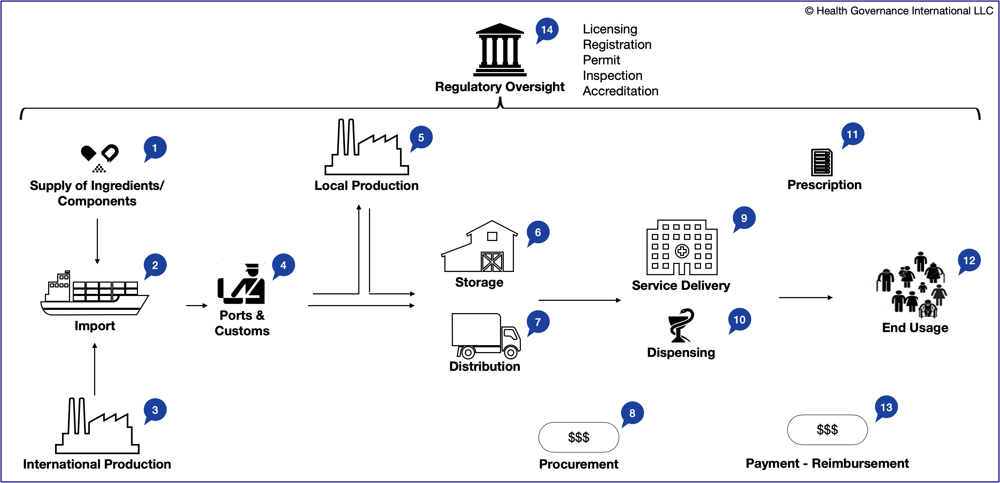 © Health Governance International LLC
14
Licensing
Registration
Permit
Inspection
Accreditation
Regulatory Oversight
1
Supply of Ingredients/
Components
5
Local Production
11
Prescription
2
Import
4
Ports &
Customs
6
Storage
7
Distribution
9
Service Delivery
10
Dispensing
12
End Usage
3
International Production
8
$$$
Procurement
13
$$$
Payment - Reimbursement